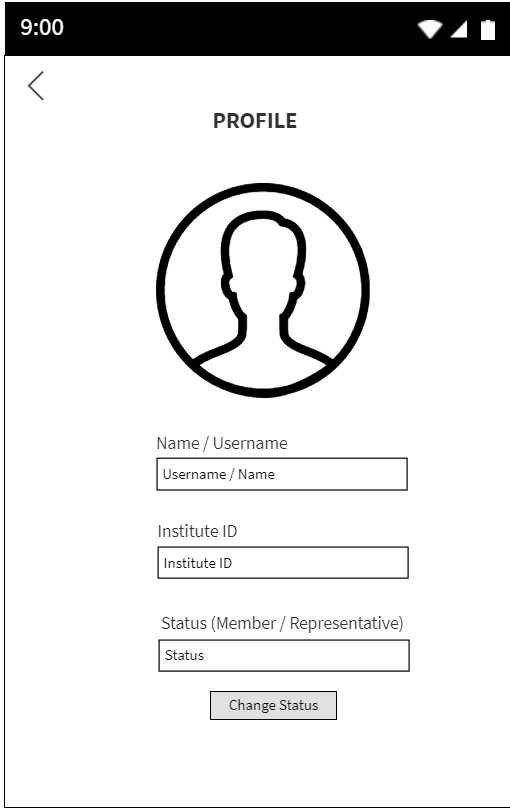 9:00
PROFILE
Name / Username
Username / Name
Institute ID
Institute ID
Status (Member / Representative)
Status
Change Status